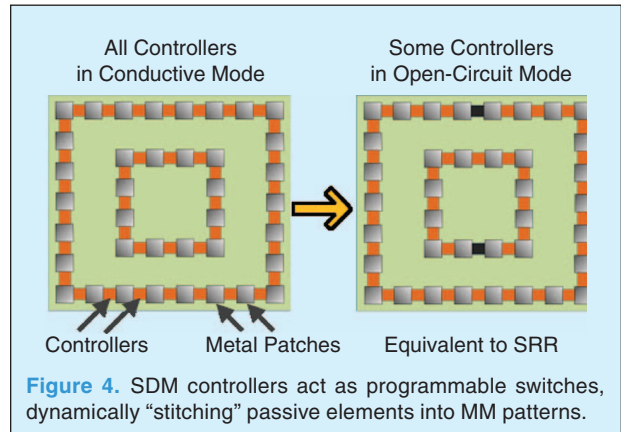 All Controllers
in Conductive Mode
Some Controllers
in Open-Circuit Mode
Controllers
Metal Patches
Equivalent to SRR
Figure 4. SDM controllers act as programmable switches,
dynamically “stitching” passive elements into MM patterns.